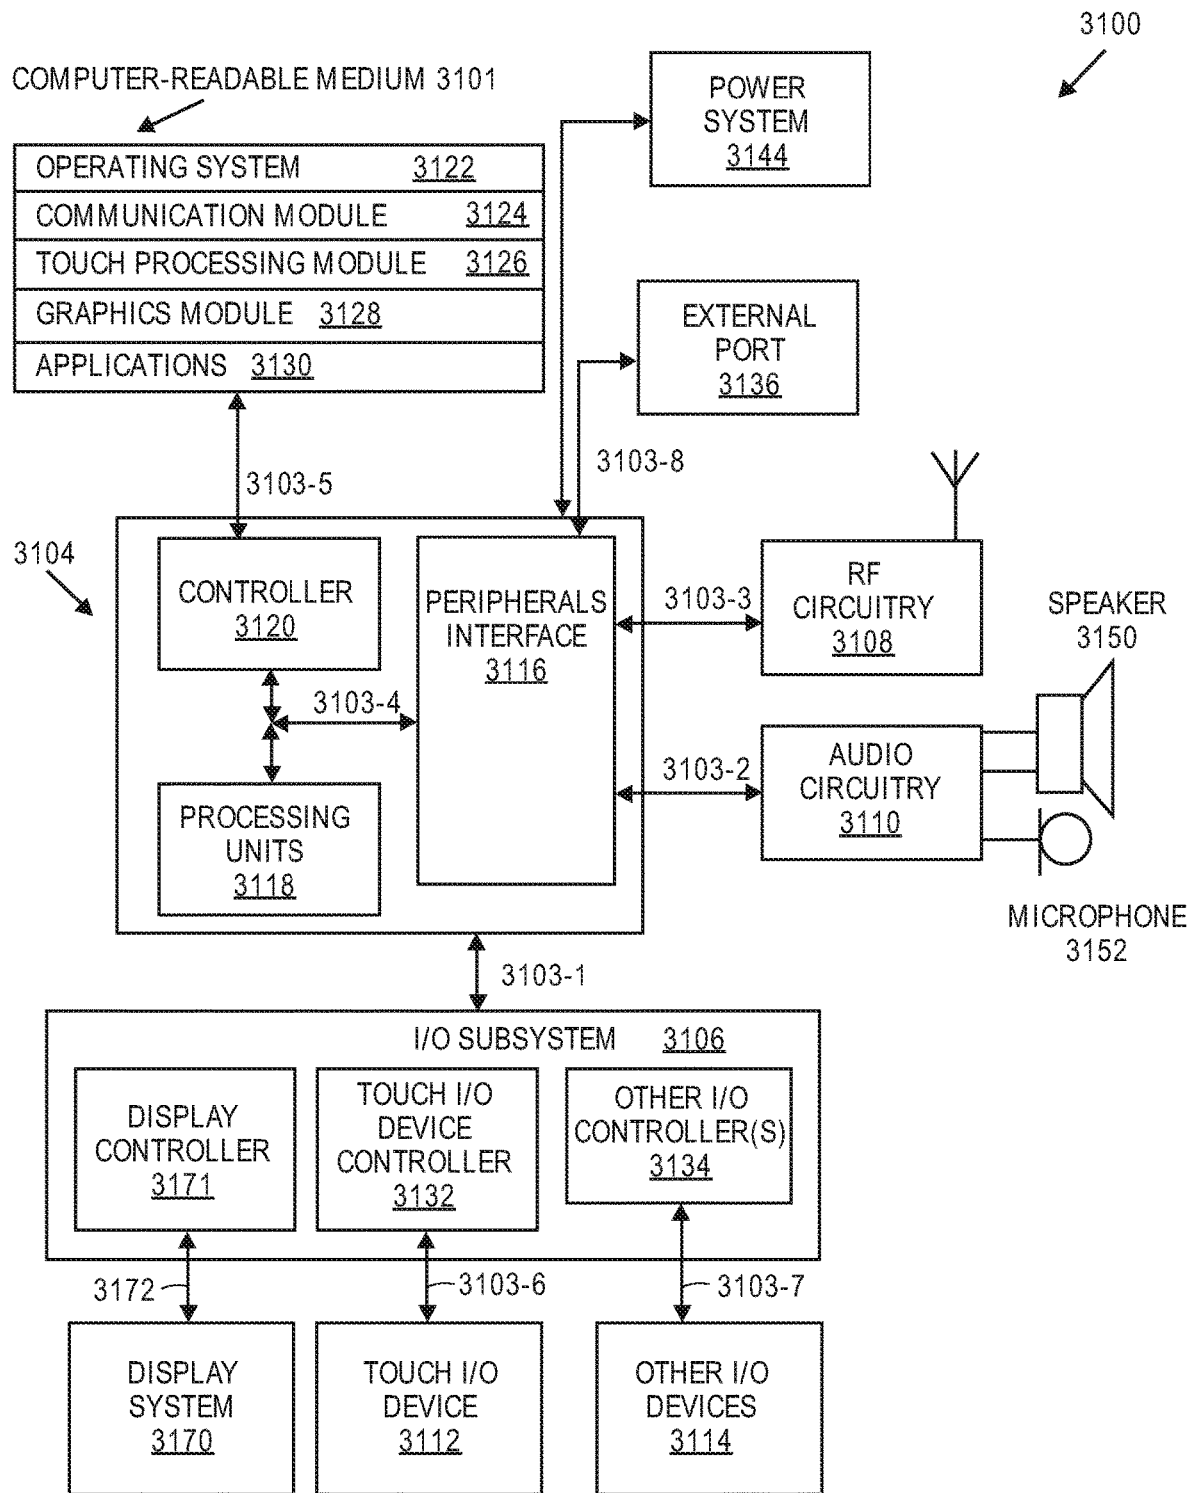 3100
COMPUTER-READABLE MEDIUM 3101
OPERATING SYSTEM 3122
COMMUNICATION MODULE 3124
TOUCH PROCESSING MODULE 3126
GRAPHICS MODULE 3128
APPLICATIONS 3130
POWER
SYSTEM
3144
EXTERNAL
PORT
3136
3103-5
3103-8
3104
CONTROLLER
3120
3103-4
PROCESSING
UNITS
3118
PERIPHERALS
INTERFACE
3116
3103-3
RF
CIRCUITRY
3108
3103-2
AUDIO
CIRCUITRY
3110
SPEAKER
3150
MICROPHONE
3152
3103-1
I/O SUBSYSTEM 3106
DISPLAY
CONTROLLER
3171
TOUCH I/O
DEVICE
CONTROLLER
3132
OTHER I/O
CONTROLLER(S)
3134
3172
3103-6
3103-7
DISPLAY
SYSTEM
3170
TOUCH I/O
DEVICE
3112
OTHER I/O
DEVICES
3114